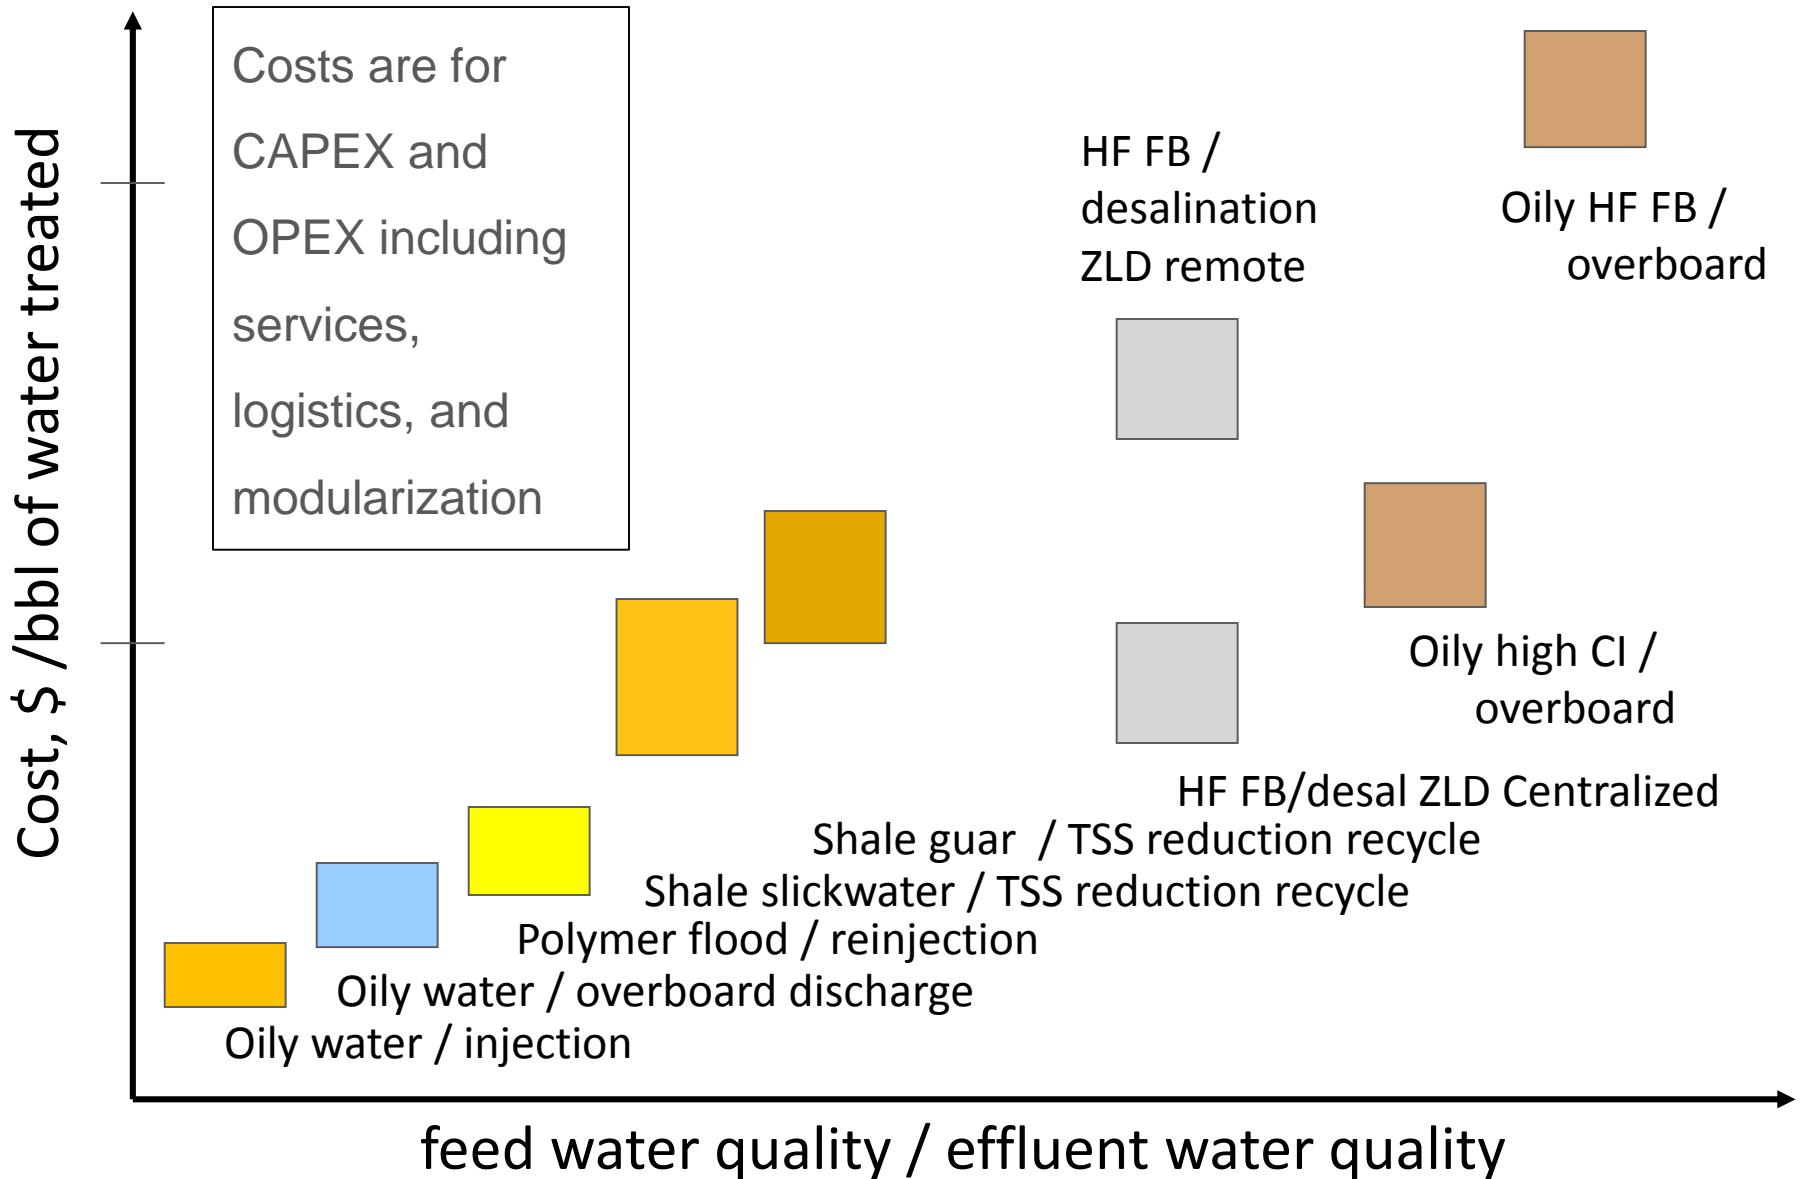 Cost, $ /bbl of water treated
Costs are for
CAPEX and
OPEX including
services,
logistics, and
modularization
HF FB /
desalination
ZLD remote
Oily HF FB /
overboard
Oily high CI /
overboard
HF FB/desal ZLD Centralized
Shale guar / TSS reduction recycle
Shale slickwater / TSS reduction recycle
Polymer flood / reinjection
Oily water / overboard discharge
Oily water / injection
feed water quality / effluent water quality